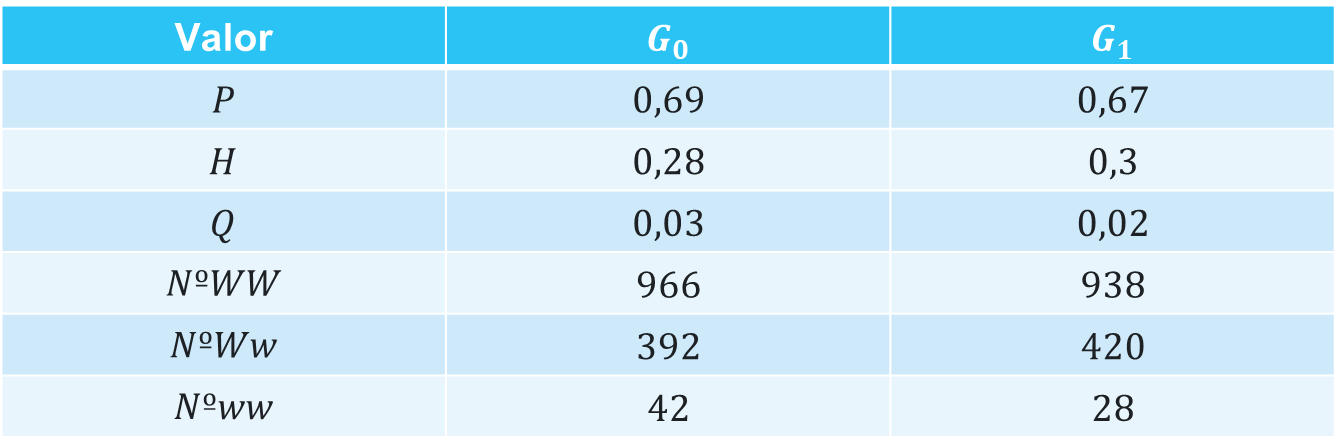 Valor G₀ G₁
P 0,69 0,67
H 0,28 0,3
Q 0,03 0,02
NºWW 966 938
NºWw 392 420
Nºww 42 28